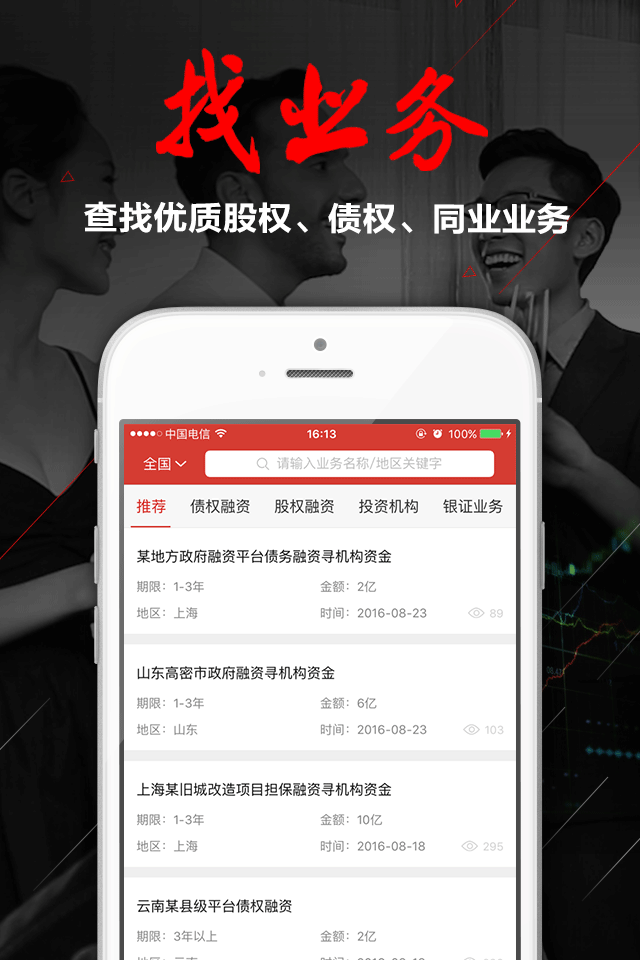 找业务
查找优质股权、债权、同业业务
中国电信 16:13 100%
全国 请输入业务名称/地区关键字
推荐 债权融资 股权融资 投资机构 银证业务
某地方政府融资平台债务融资寻机构资金
期限：1-3年 金额：2亿
地区：上海 时间：2016-08-23 89
山东高密市政府融资寻机构资金
期限：1-3年 金额：6亿
地区：山东 时间：2016-08-23 103
上海某旧城改造项目担保融资寻机构资金
期限：1-3年 金额：10亿
地区：上海 时间：2016-08-18 295
云南某县级平台债权融资
期限：3年以上 金额：2亿